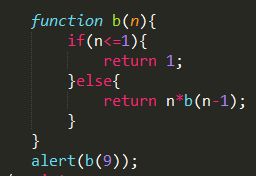 function b(n){
if(n<=1){
return 1;
}else{
return n*b(n-1);
}
}
alert(b(9));